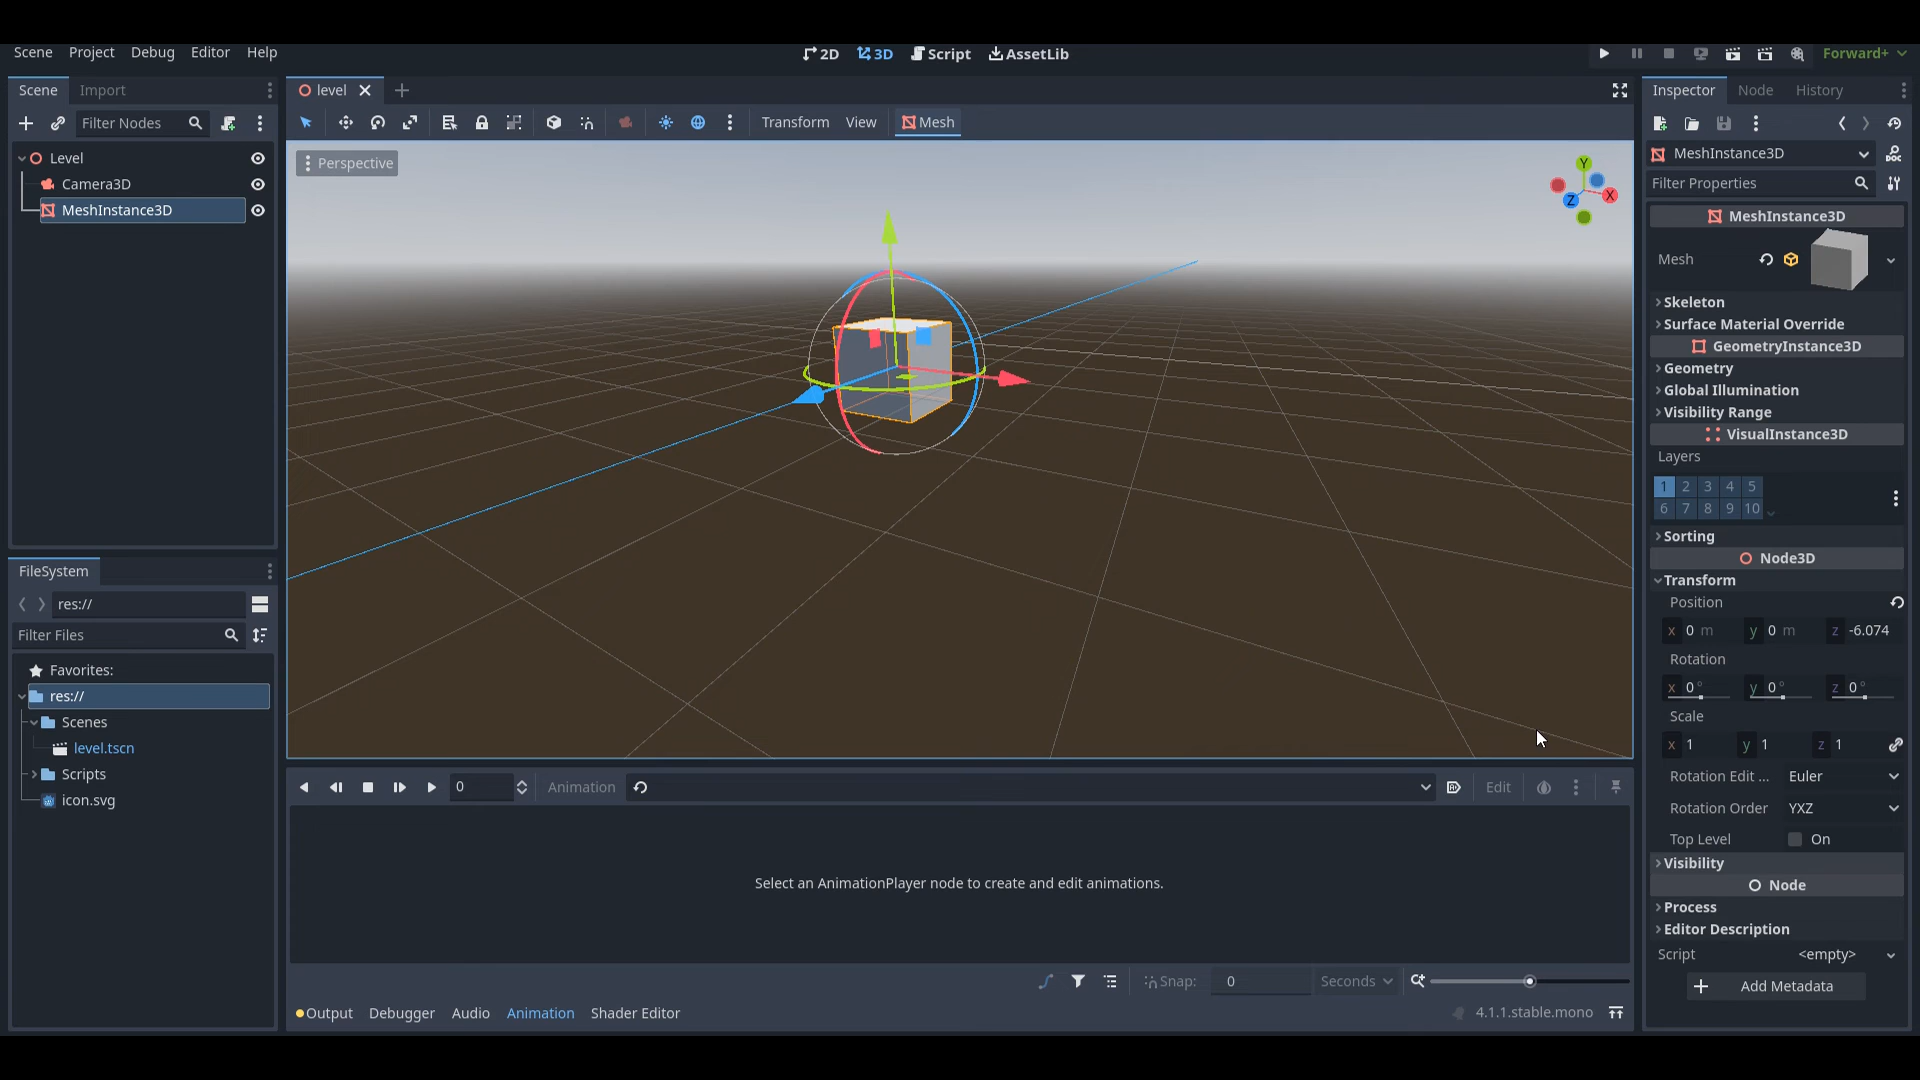 Scene Project Debug Editor Help
2D 3D Script AssetLib
Forward+
Scene Import
Filter Nodes
Level
Camera3D
MeshInstance3D
FileSystem
res://
Filter Files
Favorites:
res://
Scenes
level.tscn
Scripts
icon.svg
level
Transform View Mesh
Perspective
Y
X
Z
0 Animation Edit
Select an AnimationPlayer node to create and edit animations.
Snap: 0 Seconds
Output Debugger Audio Animation Shader Editor 4.1.1.stable.mono
Inspector Node History
MeshInstance3D
Filter Properties
MeshInstance3D
Mesh
Skeleton
Surface Material Override
GeometryInstance3D
Geometry
Global Illumination
Visibility Range
VisualInstance3D
Layers
1 2 3 4 5
6 7 8 9 10
Sorting
Node3D
Transform
Position
x 0 m y 0 m z -6.074
Rotation
x 0 ° y 0 ° z 0 °
Scale
x 1 y 1 z 1
Rotation Edit ... Euler
Rotation Order YXZ
Top Level On
Visibility
Node
Process
Editor Description
Script <empty>
Add Metadata